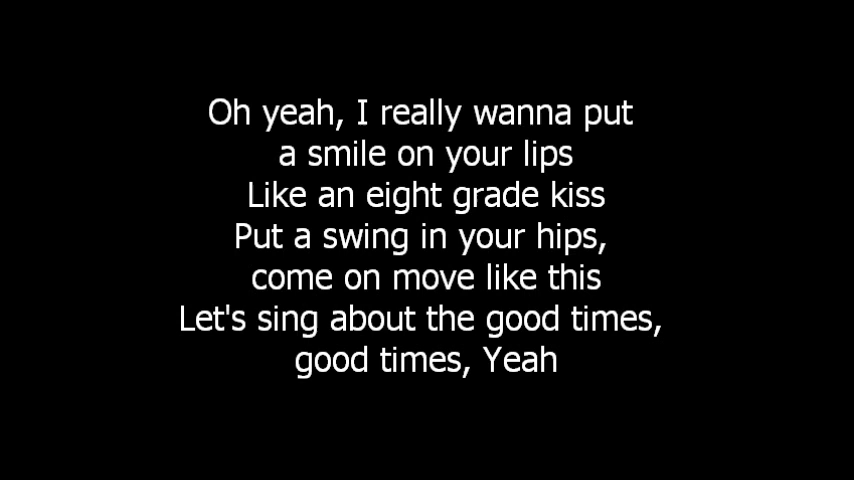 Oh yeah, I really wanna put
a smile on your lips
Like an eight grade kiss
Put a swing in your hips,
come on move like this
Let's sing about the good times,
good times, Yeah